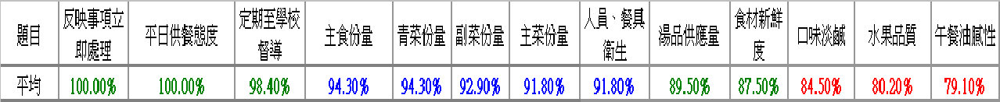 題目 反映事項立即處理 平日供餐態度 定期至學校督導 主食份量 青菜份量 副菜份量 主菜份量 人員、餐具衛生 湯品供應量 食材新鮮度 口味淡鹹 水果品質 午餐油膩性
平均 100.00% 100.00% 98.40% 94.30% 94.30% 92.90% 91.80% 91.80% 89.50% 87.50% 84.50% 80.20% 79.10%